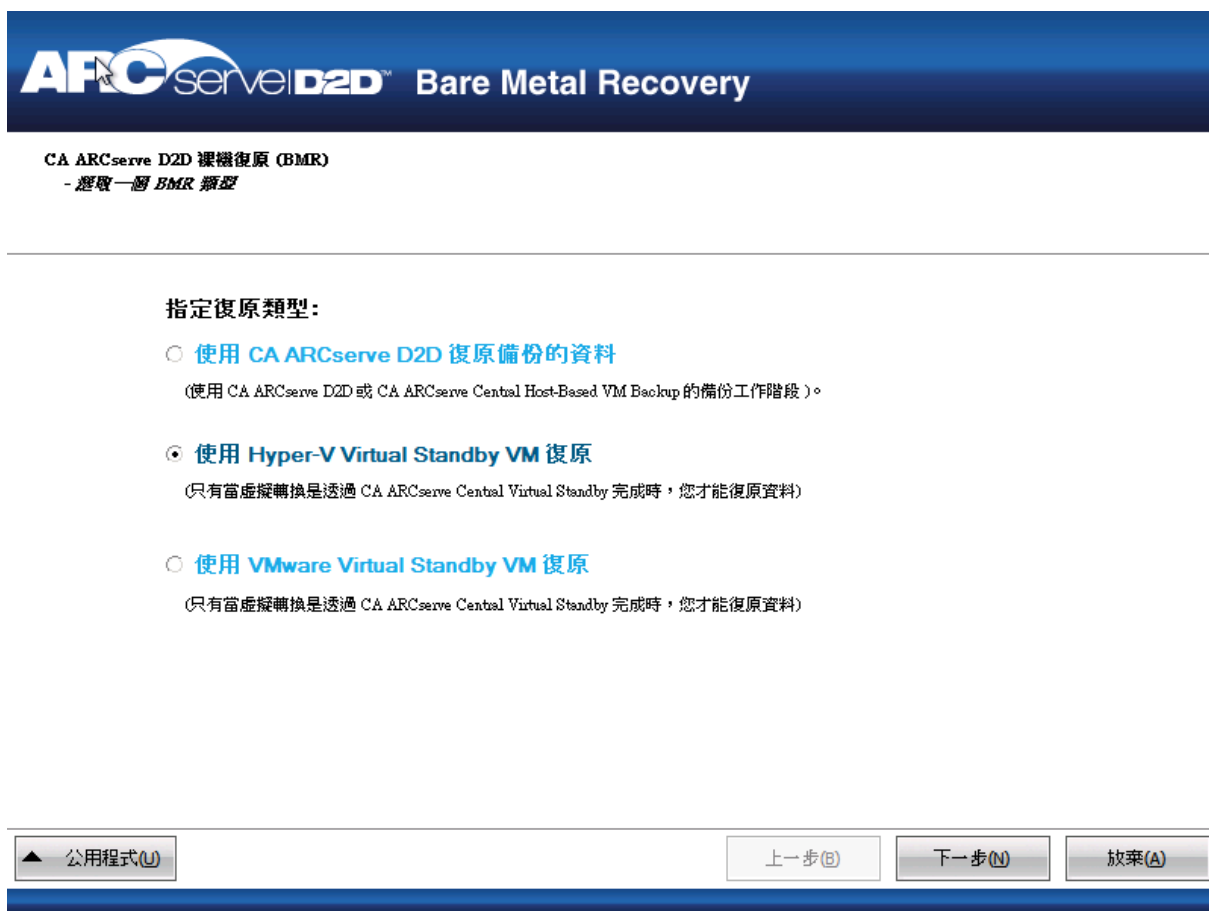 ARCserve D2D™ Bare Metal Recovery
CA ARCserve D2D 裸機復原 (BMR)
- 選取一個 BMR 類型
指定復原類型:
使用 CA ARCserve D2D 復原備份的資料
(使用 CA ARCserve D2D 或 CA ARCserve Central Host-Based VM Backup 的備份工作階段 )。
使用 Hyper-V Virtual Standby VM 復原
(只有當虛擬轉換是透過 CA ARCserve Central Virtual Standby 完成時,您才能復原資料)
使用 VMware Virtual Standby VM 復原
(只有當虛擬轉換是透過 CA ARCserve Central Virtual Standby 完成時,您才能復原資料)
公用程式(U) 上一步(B) 下一步(N) 放棄(A)